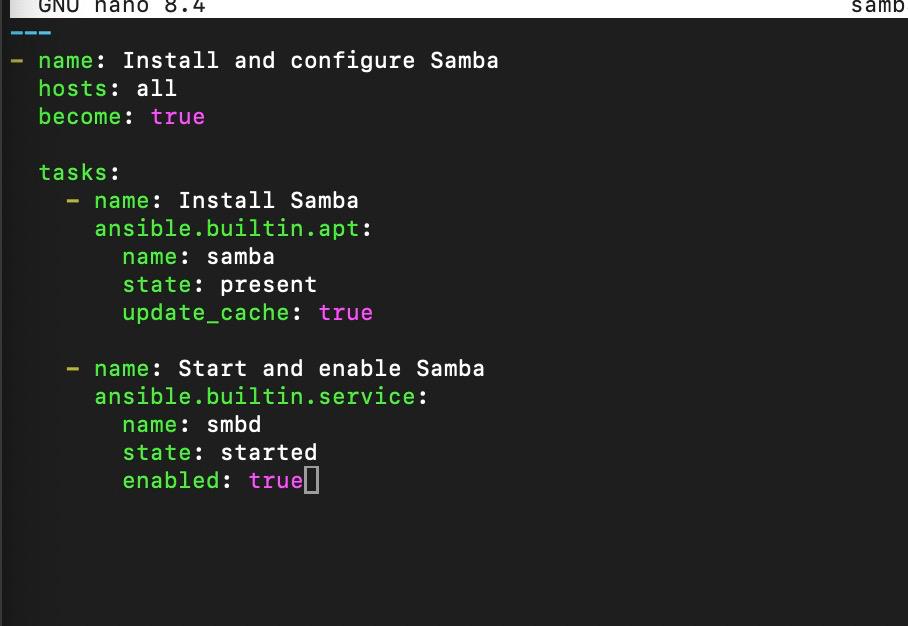 GNU nano 8.4 samb
---
- name: Install and configure Samba
  hosts: all
  become: true

  tasks:
    - name: Install Samba
      ansible.builtin.apt:
        name: samba
        state: present
        update_cache: true

    - name: Start and enable Samba
      ansible.builtin.service:
        name: smbd
        state: started
        enabled: true